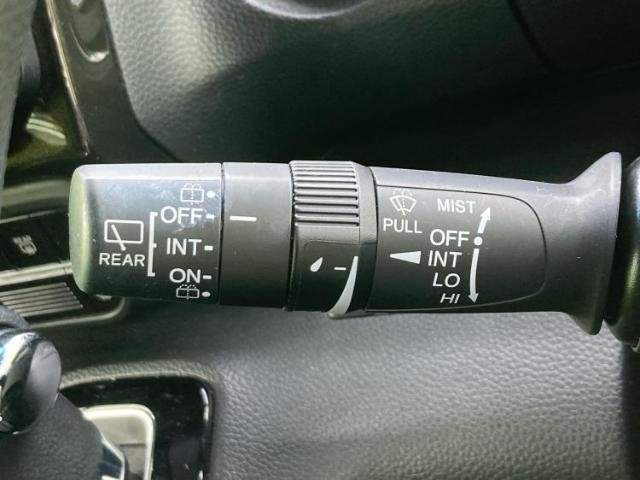 REAR
OFF
INT
ON
PULL
MIST
OFF
INT
LO
HI